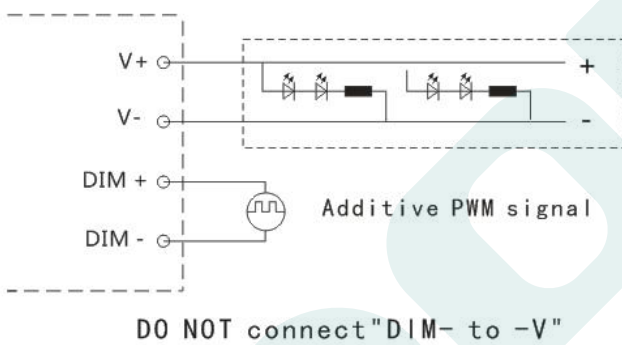 V+
+
V-
-
DIM +
Additive PWM signal
DIM -
DO NOT connect"DIM- to -V"